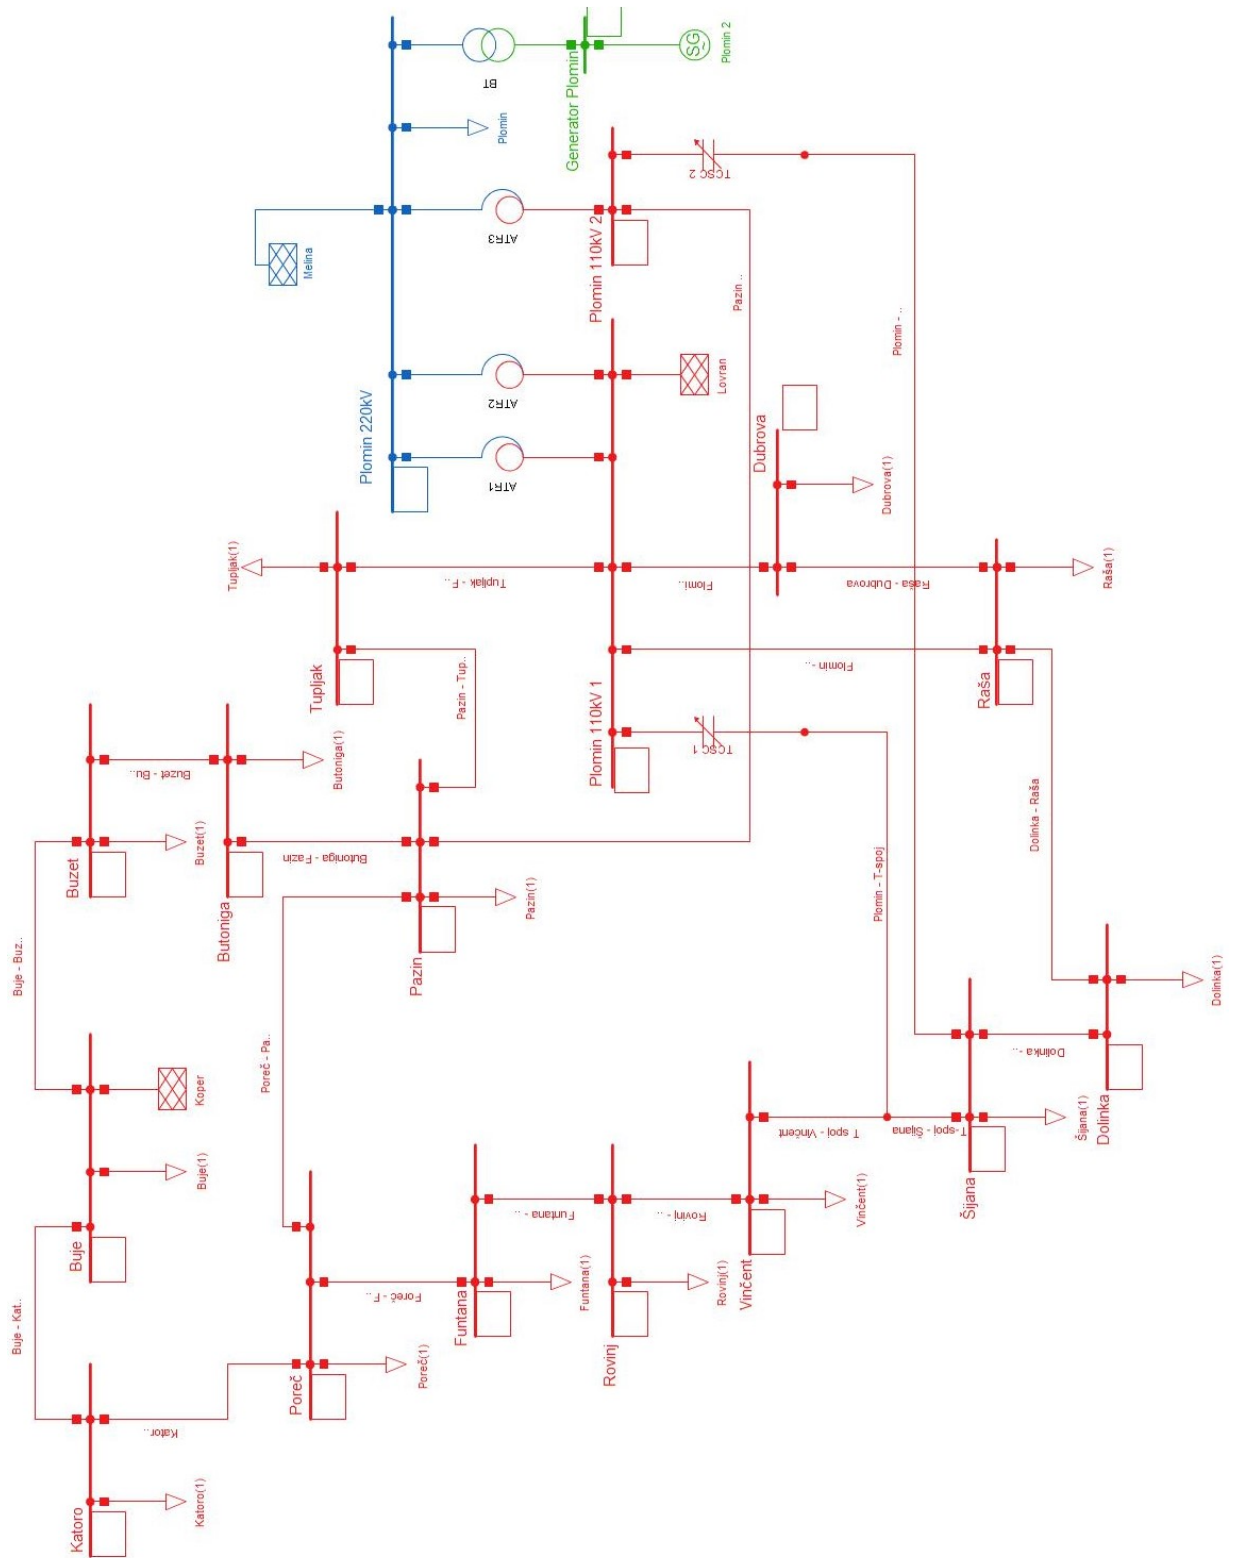 SG
~
Plomin 2
BT
Generator Plomin
Plomin
Melina
ATR3
Plomin 110kV 2
TCSC 2
Pazin ..
Plomin - ..
Plomin 220kV
ATR2
ATR1
Lovran
Dubrova
Dubrova(1)
Tupljak(1)
Tupljak - P..
Plomi..
Raša - Dubrova
Raša(1)
Tupljak
Pazin - Tup..
Plomin 110kV 1
Plomin -..
Raša
TCSC 1
Buzet - Bu..
Butoniga(1)
Buzet
Buzet(1)
Butoniga
Butoniga - Pazin
Pazin(1)
Pazin
Plomin - T-spoj
Dolinka - Raša
Buje - Buz..
Poreč - Pa..
Koper
Dolinka(1)
Dolinka -..
Dolinka
Buje(1)
Buje
T spoj - Vinčent
T-spoj - Šijana
Šijana(1)
Šijana
Funtana - ..
Rovinj - ..
Vinčent(1)
Vinčent
Poreč - F..
Funtana(1)
Funtana
Rovinj(1)
Rovinj
Buje - Kat..
Poreč(1)
Poreč
Kator..
Katoro(1)
Katoro